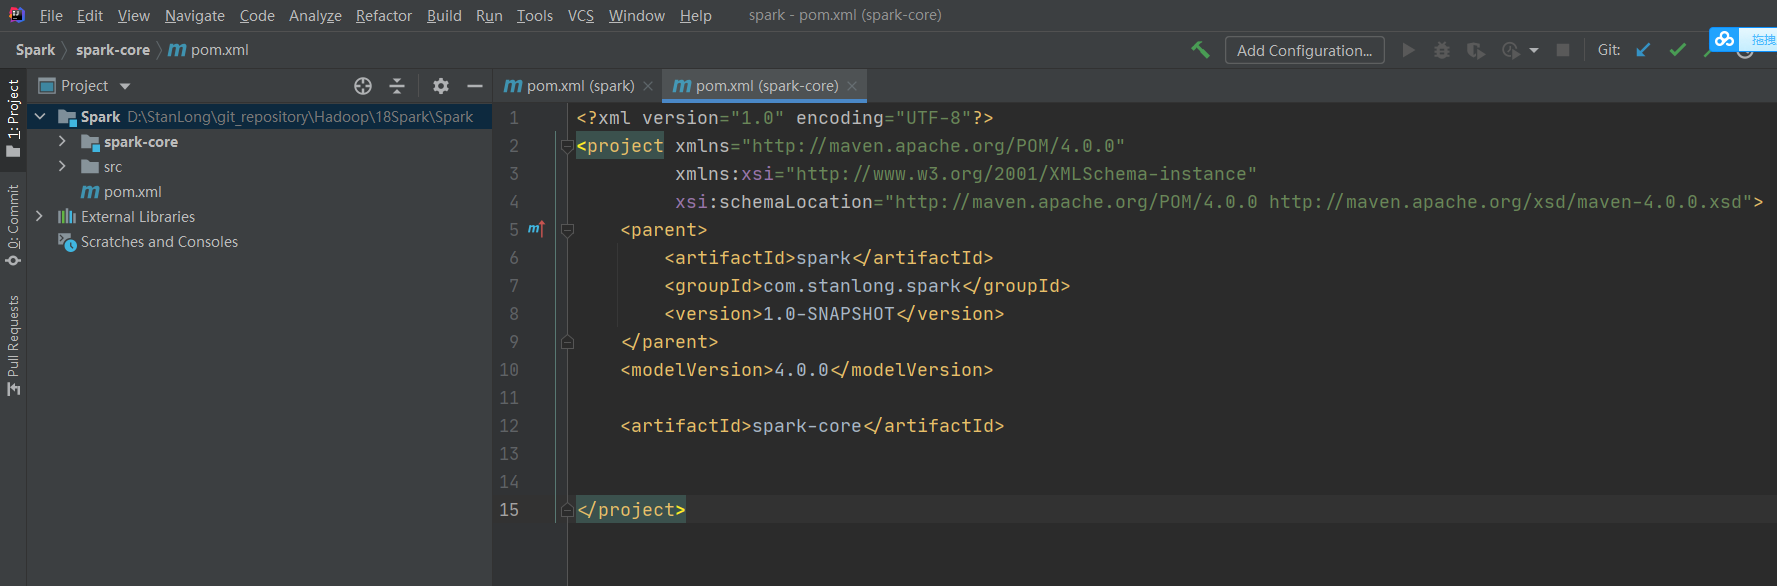 File Edit View Navigate Code Analyze Refactor Build Run Tools VCS Window Help spark - pom.xml (spark-core)
Spark spark-core pom.xml Add Configuration... Git: 拖拽
Project pom.xml (spark) pom.xml (spark-core)
1: Project
0: Commit
Pull Requests
Spark D:\StanLong\git_repository\Hadoop\18Spark\Spark
spark-core
src
pom.xml
External Libraries
Scratches and Consoles
1 <?xml version="1.0" encoding="UTF-8"?>
2 <project xmlns="http://maven.apache.org/POM/4.0.0"
3 xmlns:xsi="http://www.w3.org/2001/XMLSchema-instance"
4 xsi:schemaLocation="http://maven.apache.org/POM/4.0.0 http://maven.apache.org/xsd/maven-4.0.0.xsd">
5 <parent>
6 <artifactId>spark</artifactId>
7 <groupId>com.stanlong.spark</groupId>
8 <version>1.0-SNAPSHOT</version>
9 </parent>
10 <modelVersion>4.0.0</modelVersion>
11
12 <artifactId>spark-core</artifactId>
13
14
15 </project>